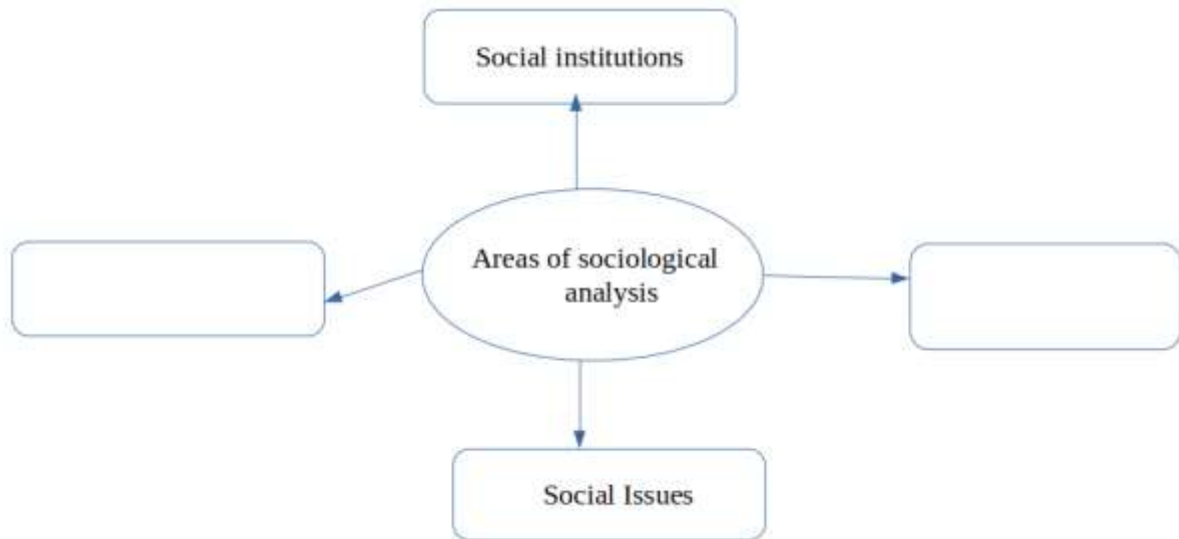 Social institutions
Areas of sociological
analysis
Social Issues